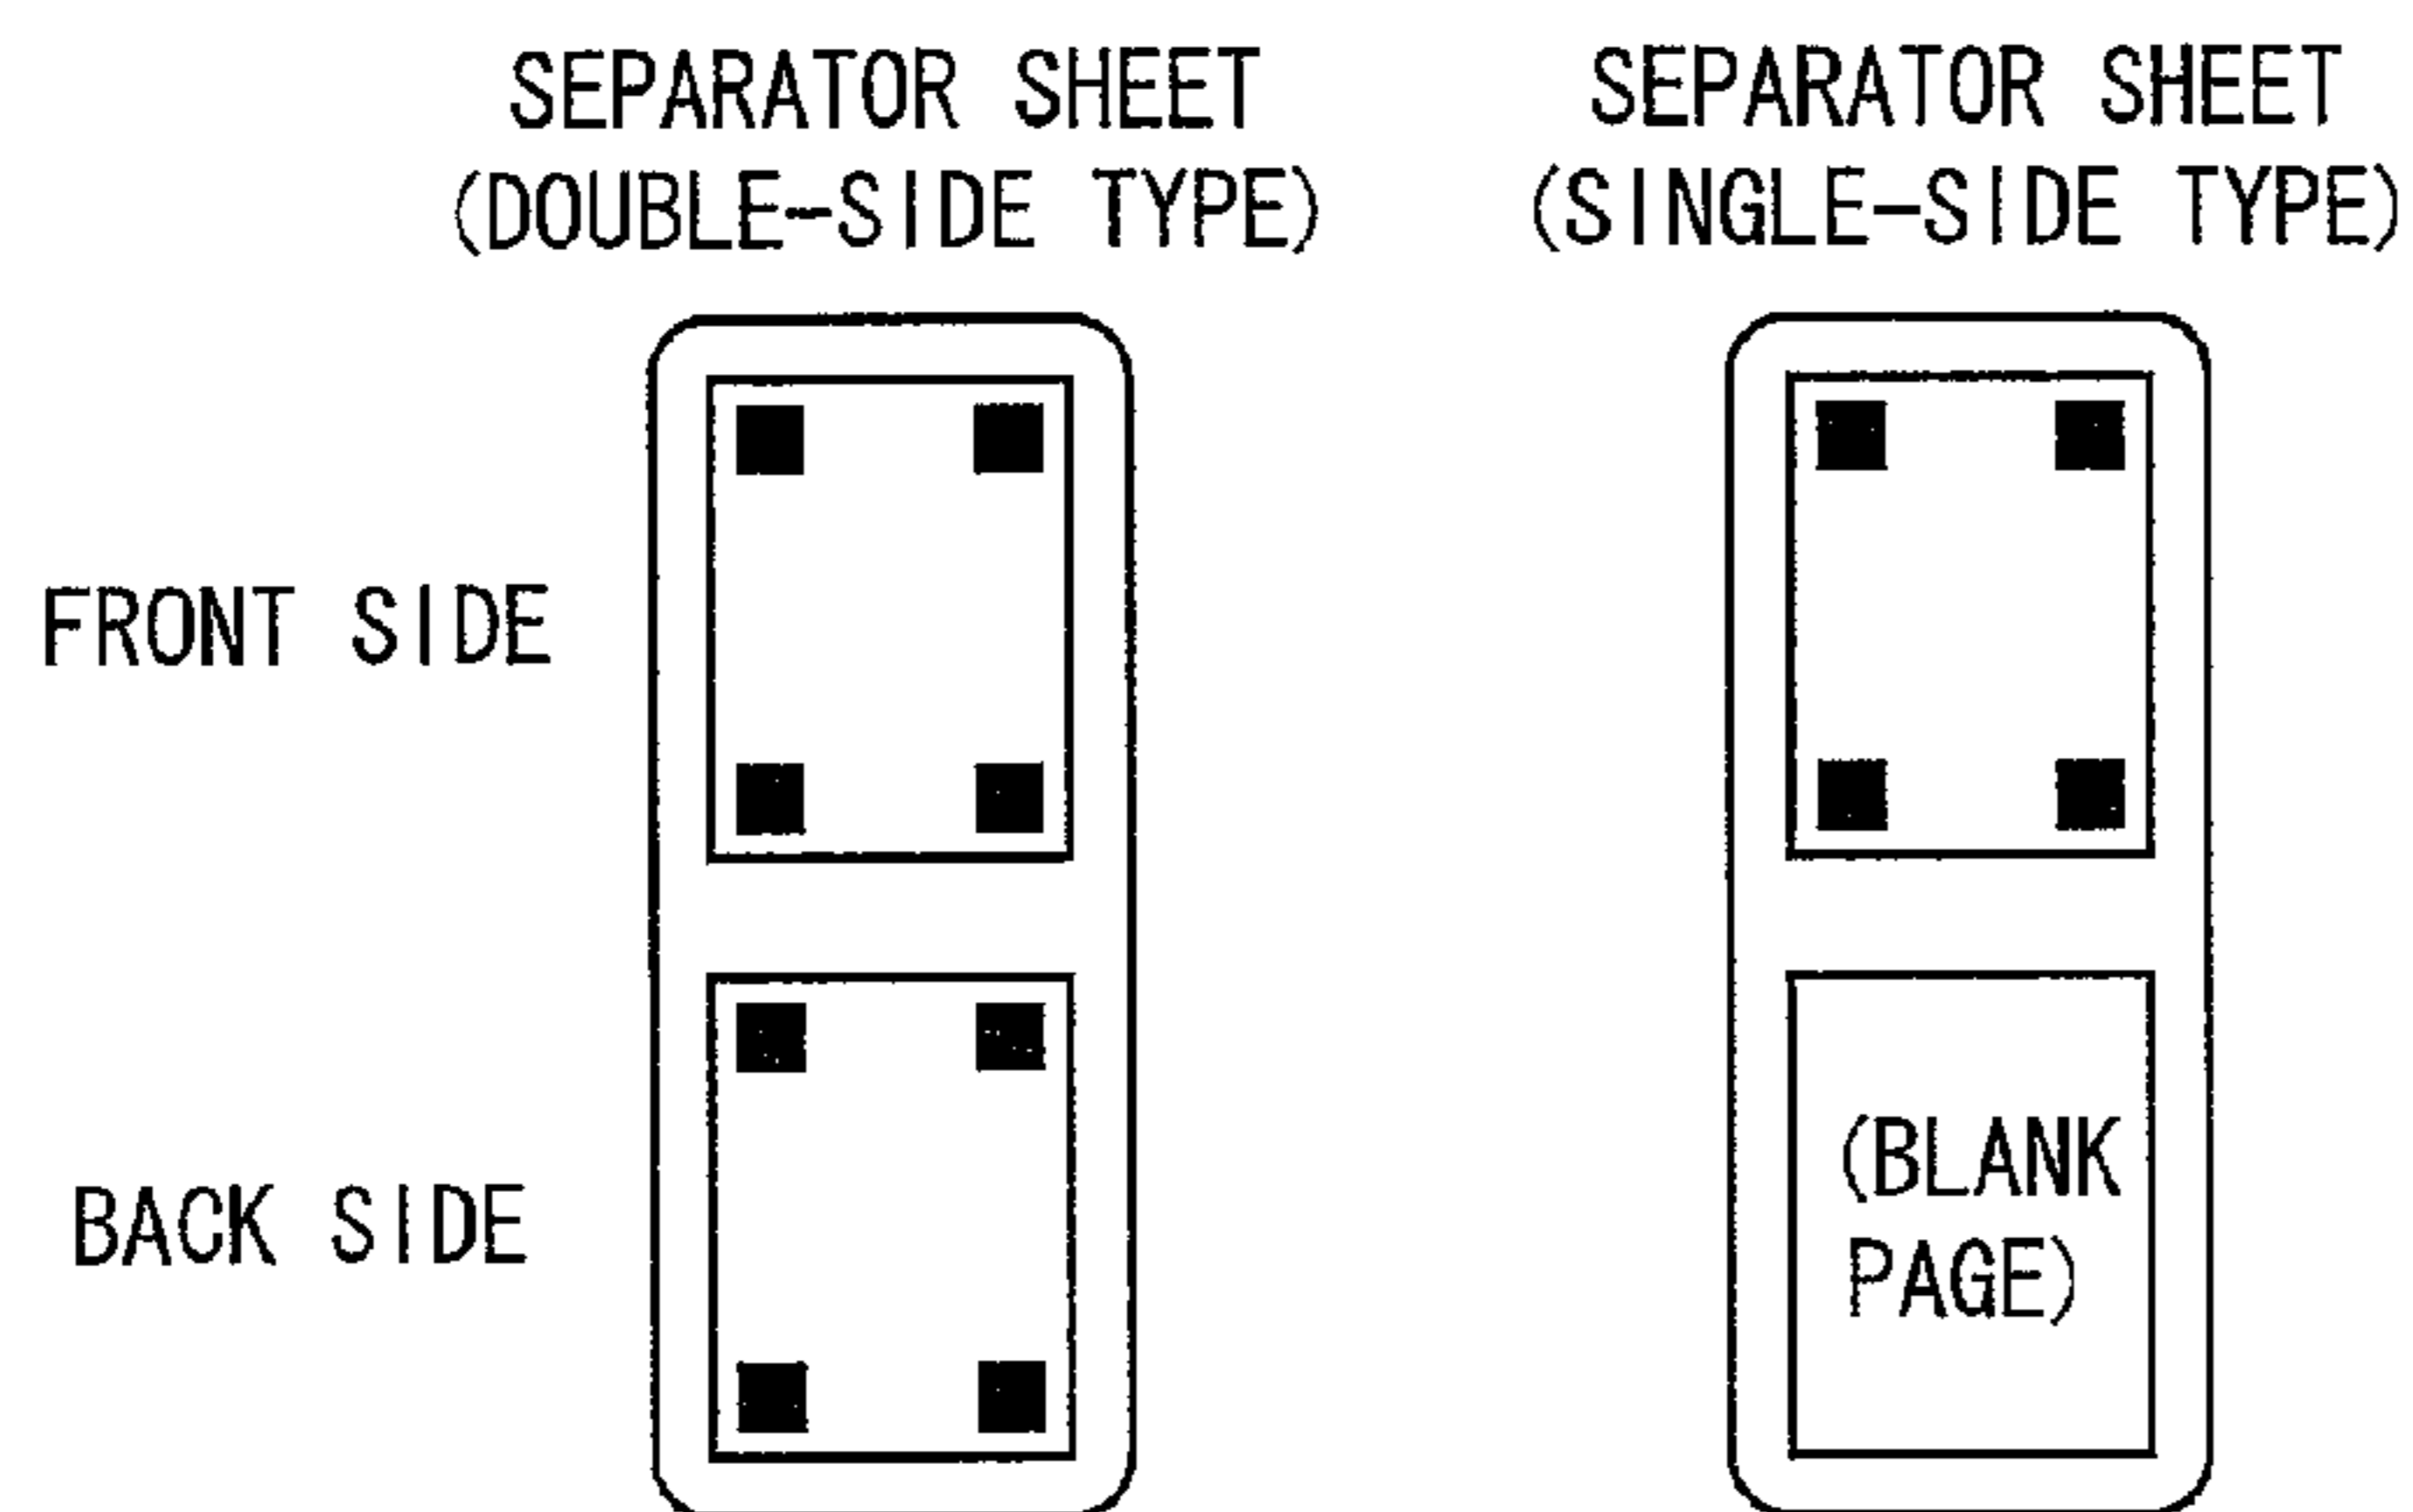 SEPARATOR SHEET
(DOUBLE-SIDE TYPE)
SEPARATOR SHEET
(SINGLE-SIDE TYPE)
FRONT SIDE
BACK SIDE
(BLANK
PAGE)